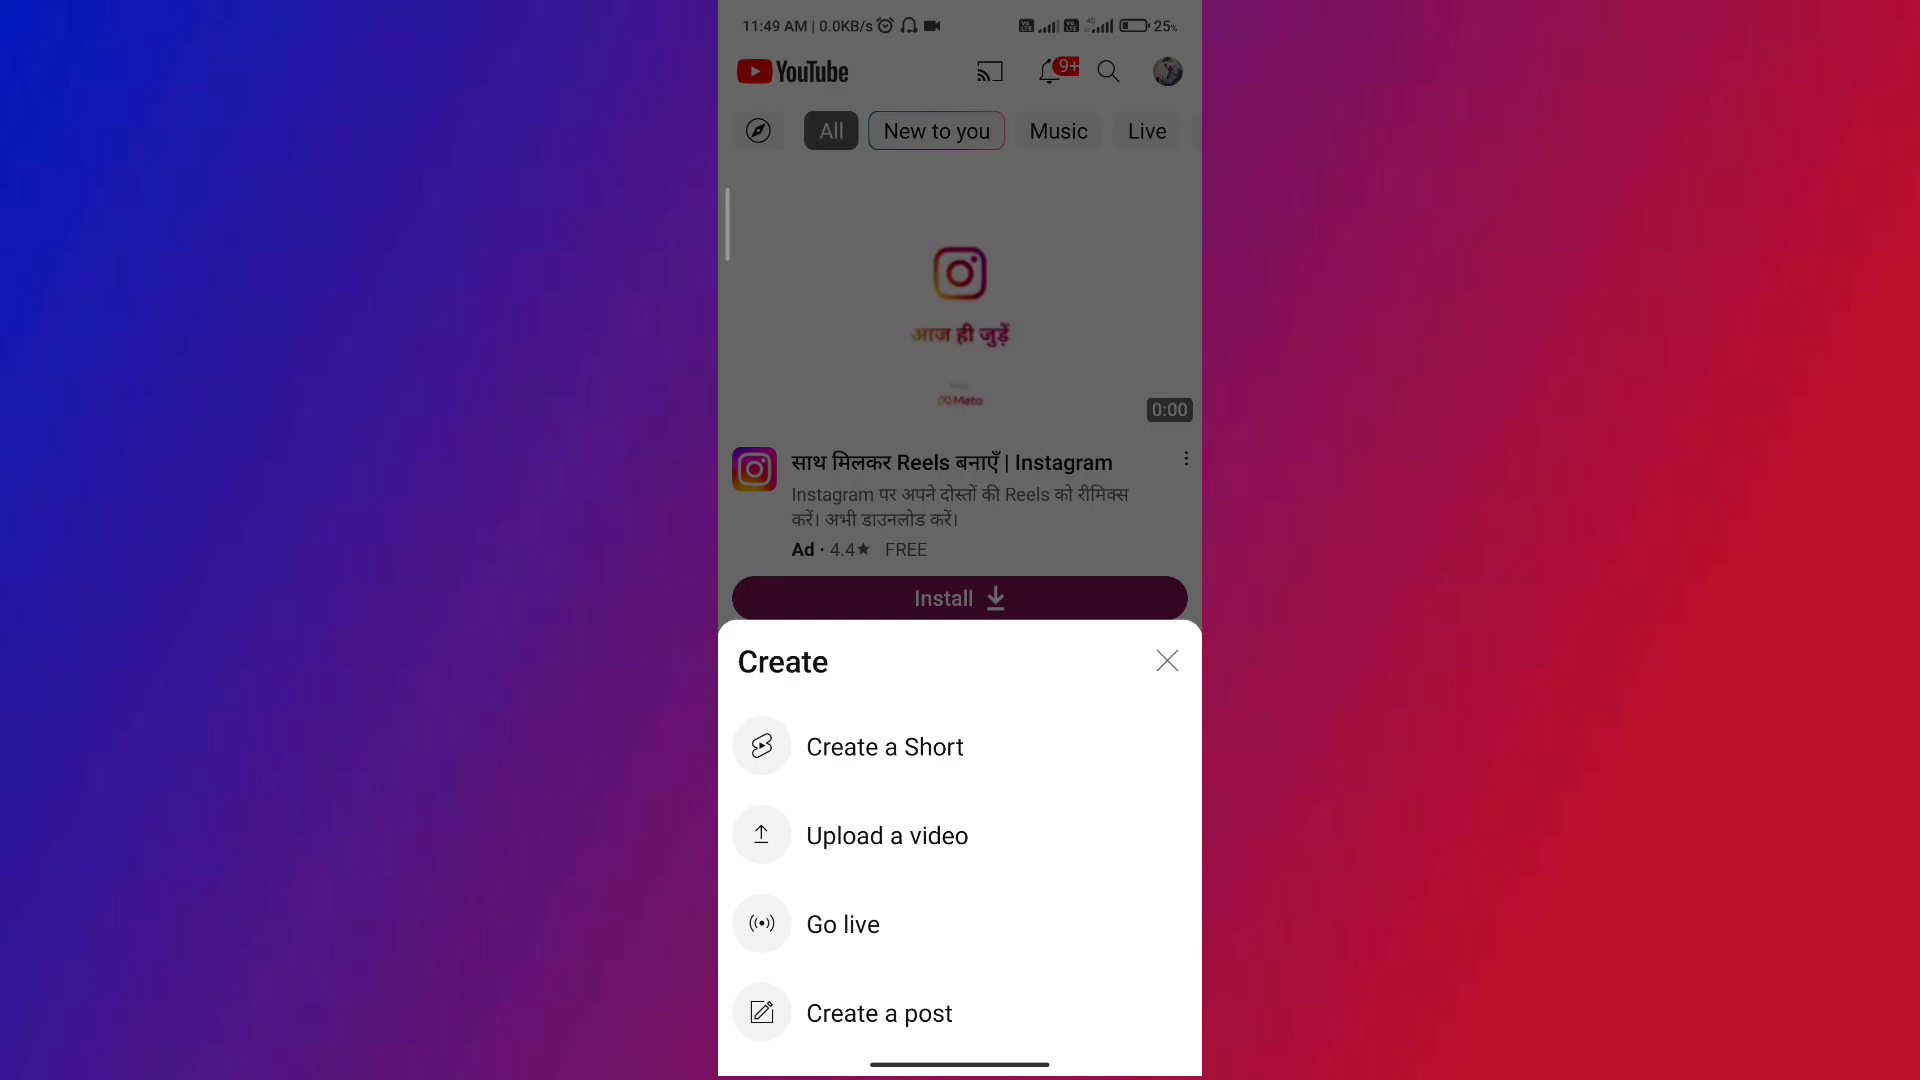 11:49 AM | 0.0KB/s 25%
YouTube 9+
All New to you Music Live
आज ही जुड़ें
Meta
0:00
साथ मिलकर Reels बनाएँ | Instagram
Instagram पर अपने दोस्तों की Reels को रीमिक्स
करें। अभी डाउनलोड करें।
Ad · 4.4★ FREE
Install
Create
Create a Short
Upload a video
Go live
Create a post